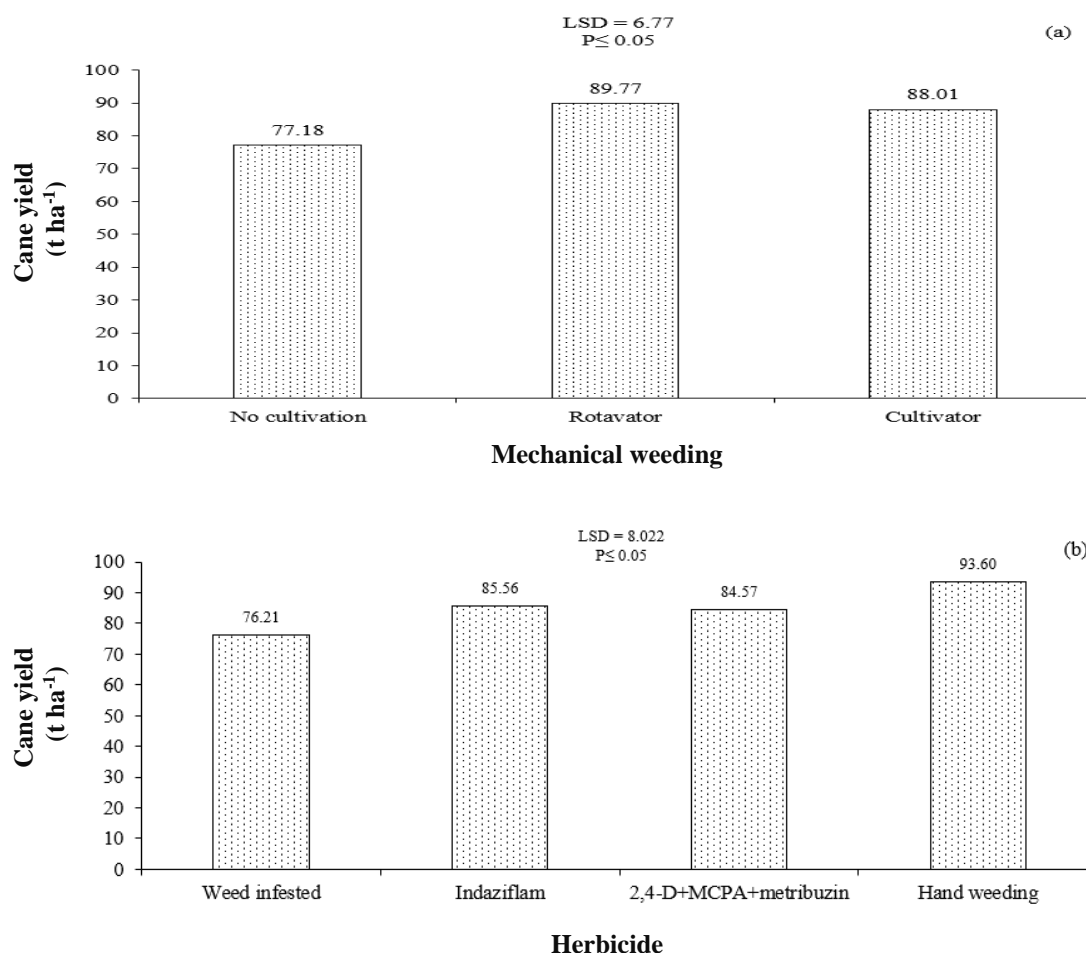 LSD = 6.77
P≤ 0.05
(a)
Cane yield
(t ha-1)
100
90
80
70
60
50
40
30
20
10
0
77.18
89.77
88.01
No cultivation Rotavator Cultivator
Mechanical weeding
LSD = 8.022
P≤ 0.05
(b)
Cane yield
(t ha-1)
100
90
80
70
60
50
40
30
20
10
0
76.21
85.56
84.57
93.60
Weed infested Indaziflam 2,4-D+MCPA+metribuzin Hand weeding
Herbicide